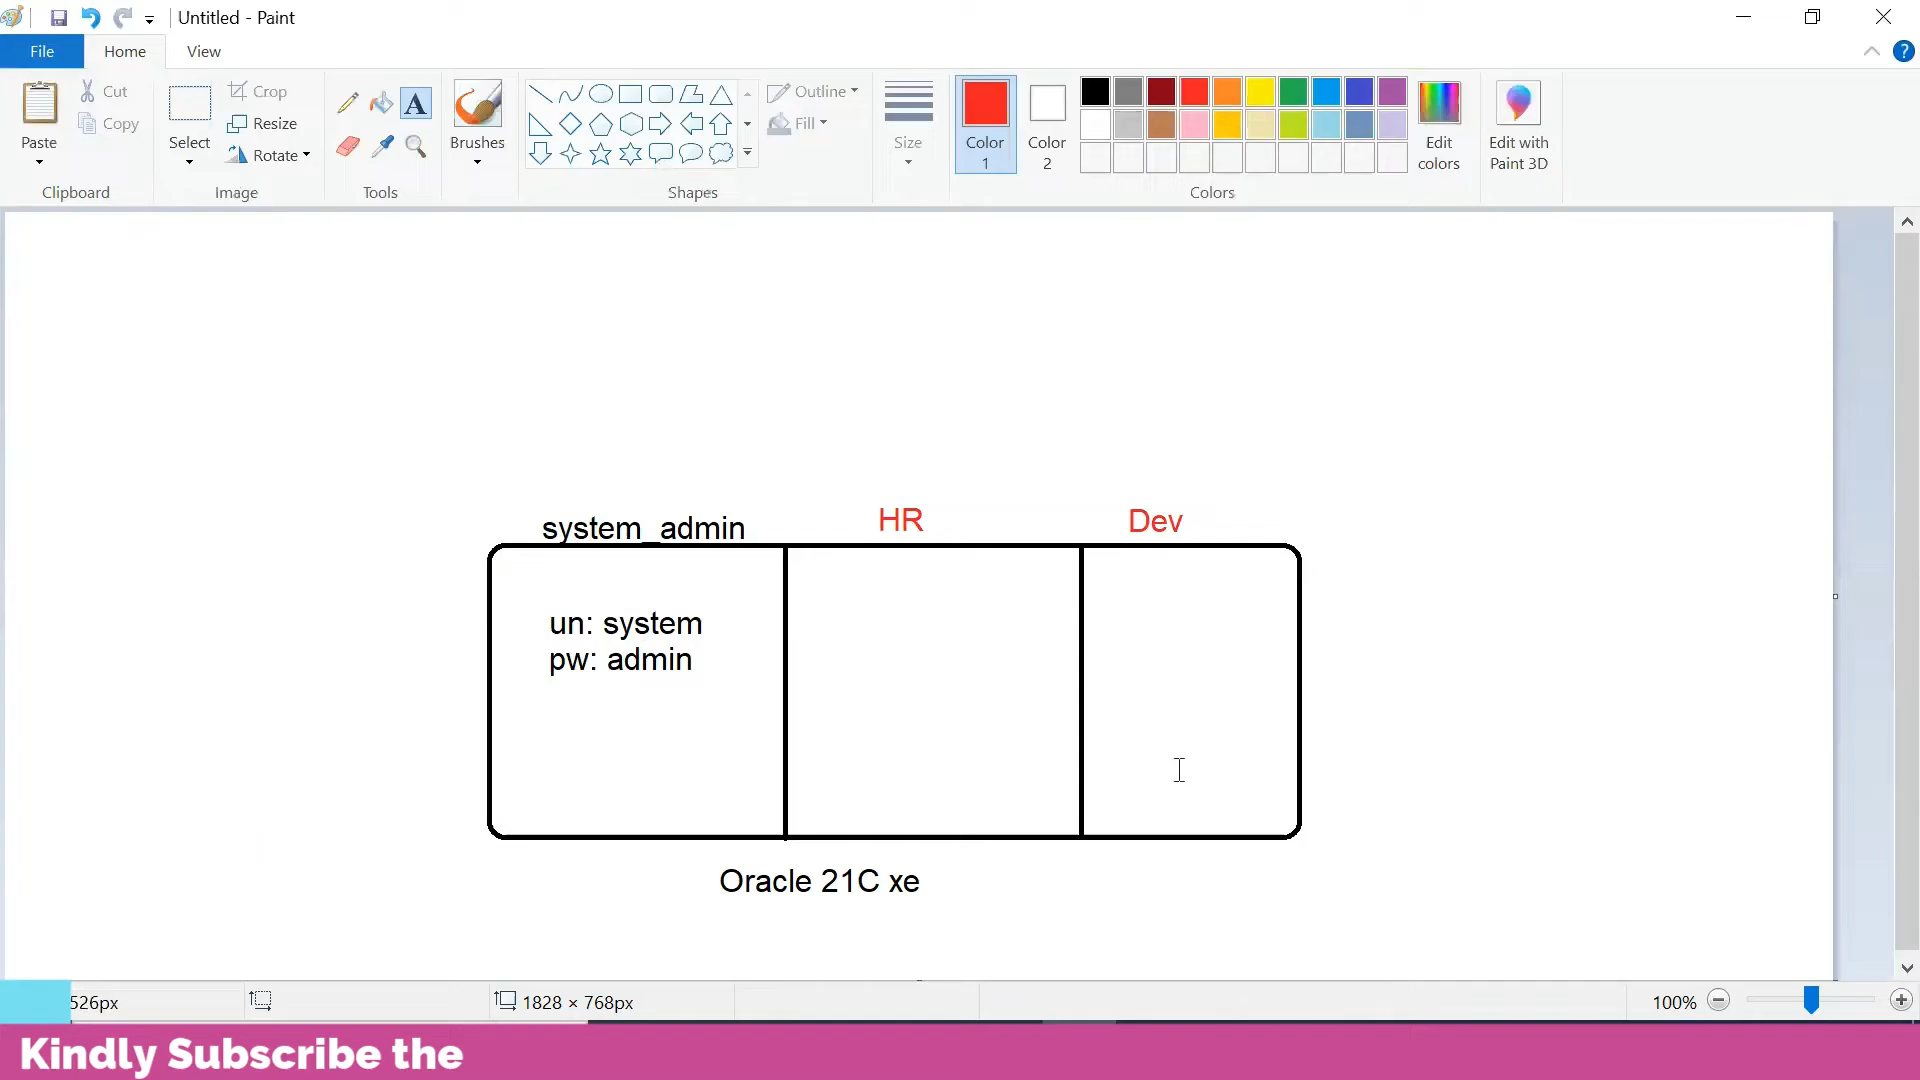 Untitled - Paint
File
Home
View
Paste
Cut
Copy
Clipboard
Select
Crop
Resize
Rotate
Image
A
Tools
Brushes
Shapes
Outline
Fill
Size
Color
1
Color
2
Edit
colors
Colors
Edit with
Paint 3D
?
system_admin
HR
Dev
un: system
pw: admin
Oracle 21C xe
526px
1828 × 768px
100%
Kindly Subscribe the